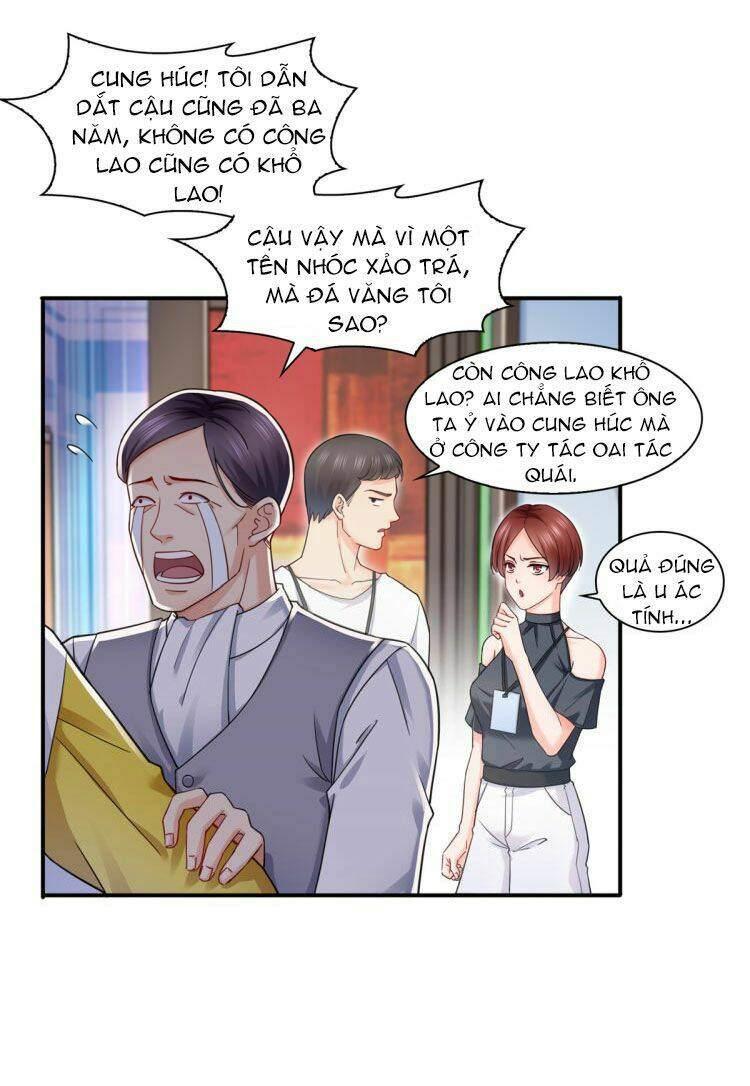 CUNG HÚC! TÔI DẪN
DẮT CẬU CŨNG ĐÃ BA
NĂM, KHÔNG CÓ CÔNG
LAO CŨNG CÓ KHỔ
LAO!
CẬU VẬY MÀ VÌ MỘT
TÊN NHÓC XẢO TRÁ,
MÀ ĐÁ VĂNG TÔI
SAO?
CÒN CÔNG LAO KHỔ
LAO? AI CHẲNG BIẾT ÔNG
TA Ỷ VÀO CUNG HÚC MÀ
Ở CÔNG TY TÁC OAI TÁC
QUÁI.
QUẢ ĐÚNG
LÀ U ÁC
TÍNH...